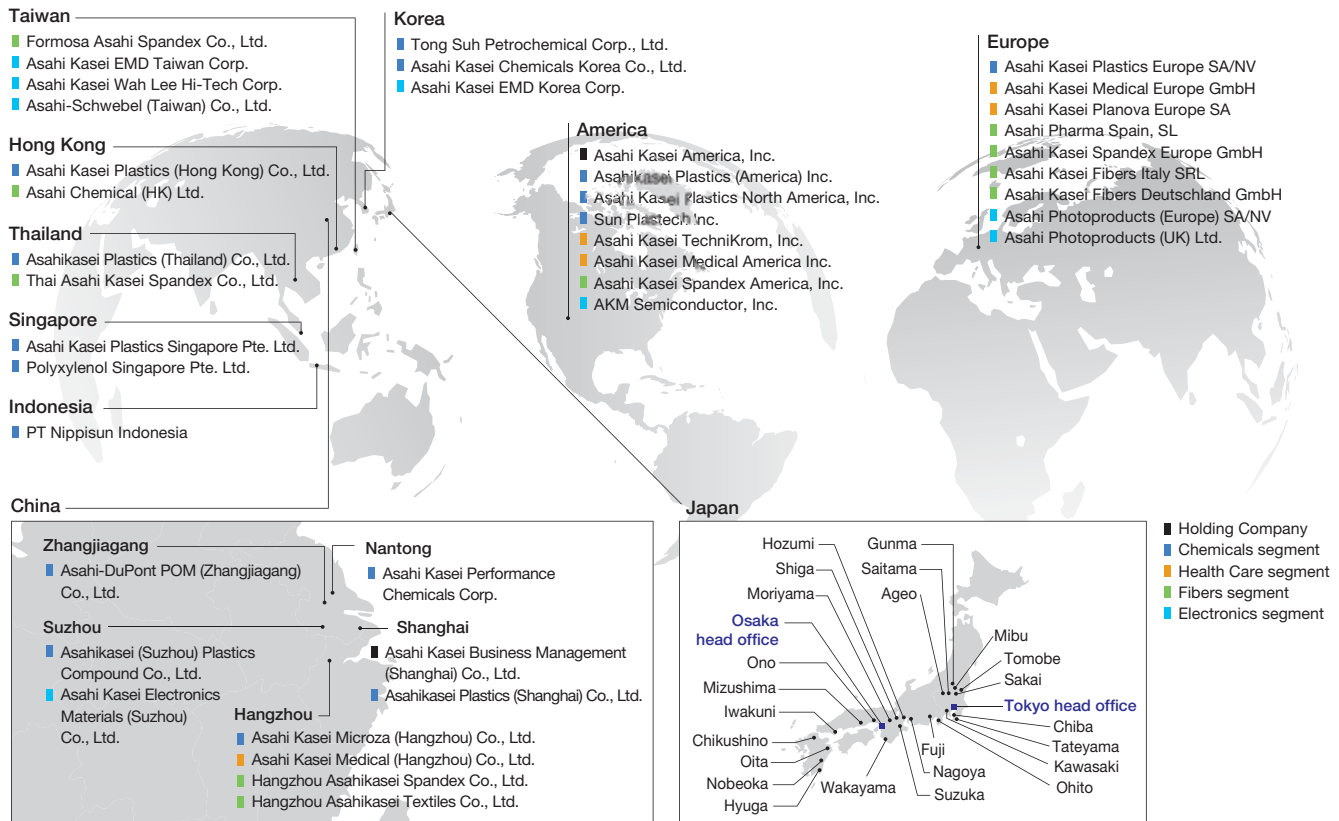 Taiwan
Formosa Asahi Spandex Co., Ltd.
Asahi Kasei EMD Taiwan Corp.
Asahi Kasei Wah Lee Hi-Tech Corp.
Asahi-Schwebel (Taiwan) Co., Ltd.
Hong Kong
Asahi Kasei Plastics (Hong Kong) Co., Ltd.
Asahi Chemical (HK) Ltd.
Thailand
Asahikasei Plastics (Thailand) Co., Ltd.
Thai Asahi Kasei Spandex Co., Ltd.
Singapore
Asahi Kasei Plastics Singapore Pte. Ltd.
Polyxylenol Singapore Pte. Ltd.
Indonesia
PT Nippisun Indonesia
Korea
Tong Suh Petrochemical Corp., Ltd.
Asahi Kasei Chemicals Korea Co., Ltd.
Asahi Kasei EMD Korea Corp.
America
Asahi Kasei America, Inc.
Asahikasei Plastics (America) Inc.
Asahi Kasei Plastics North America, Inc.
Sun Plastech Inc.
Asahi Kasei TechniKrom, Inc.
Asahi Kasei Medical America Inc.
Asahi Kasei Spandex America, Inc.
AKM Semiconductor, Inc.
Europe
Asahi Kasei Plastics Europe SA/NV
Asahi Kasei Medical Europe GmbH
Asahi Kasei Planova Europe SA
Asahi Pharma Spain, SL
Asahi Kasei Spandex Europe GmbH
Asahi Kasei Fibers Italy SRL
Asahi Kasei Fibers Deutschland GmbH
Asahi Photoproducts (Europe) SA/NV
Asahi Photoproducts (UK) Ltd.
China
Zhangjiagang
Asahi-DuPont POM (Zhangjiagang)
Co., Ltd.
Suzhou
Asahikasei (Suzhou) Plastics
Compound Co., Ltd.
Asahi Kasei Electronics
Materials (Suzhou)
Co., Ltd.
Nantong
Asahi Kasei Performance
Chemicals Corp.
Shanghai
Asahi Kasei Business Management
(Shanghai) Co., Ltd.
Asahikasei Plastics (Shanghai) Co., Ltd.
Hangzhou
Asahi Kasei Microza (Hangzhou) Co., Ltd.
Asahi Kasei Medical (Hangzhou) Co., Ltd.
Hangzhou Asahikasei Spandex Co., Ltd.
Hangzhou Asahikasei Textiles Co., Ltd.
Japan
Hozumi
Shiga
Moriyama
Osaka
head office
Ono
Mizushima
Iwakuni
Chikushino
Oita
Nobeoka
Hyuga
Gunma
Saitama
Ageo
Mibu
Tomobe
Sakai
Tokyo head office
Chiba
Tateyama
Kawasaki
Ohito
Fuji
Nagoya
Suzuka
Wakayama
Holding Company
Chemicals segment
Health Care segment
Fibers segment
Electronics segment